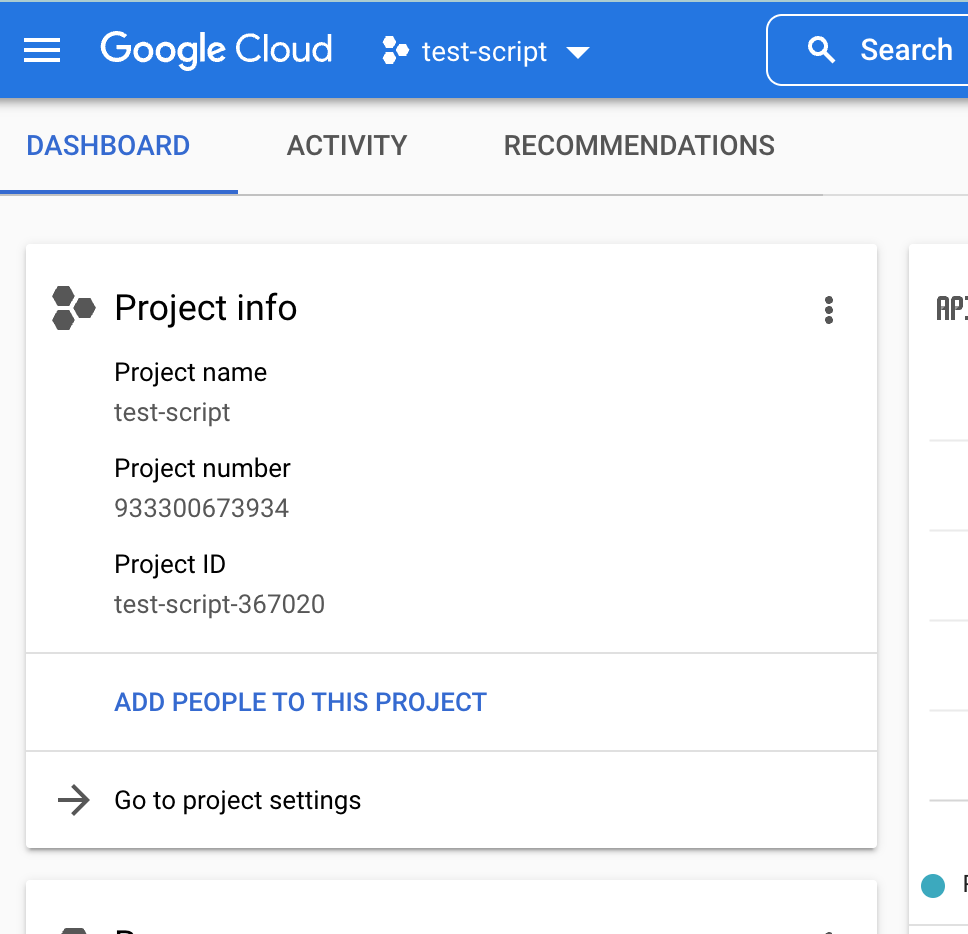 Google Cloud test-script Search
DASHBOARD ACTIVITY RECOMMENDATIONS
Project info
Project name
test-script
Project number
933300673934
Project ID
test-script-367020
ADD PEOPLE TO THIS PROJECT
Go to project settings